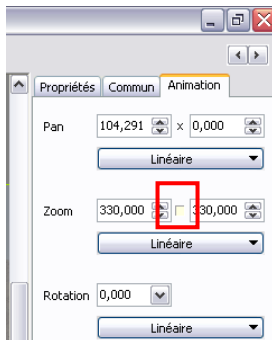 Propriétés Commun Animation
Pan 104,291 x 0,000
Linéaire
Zoom 330,000 330,000
Linéaire
Rotation 0,000
Linéaire